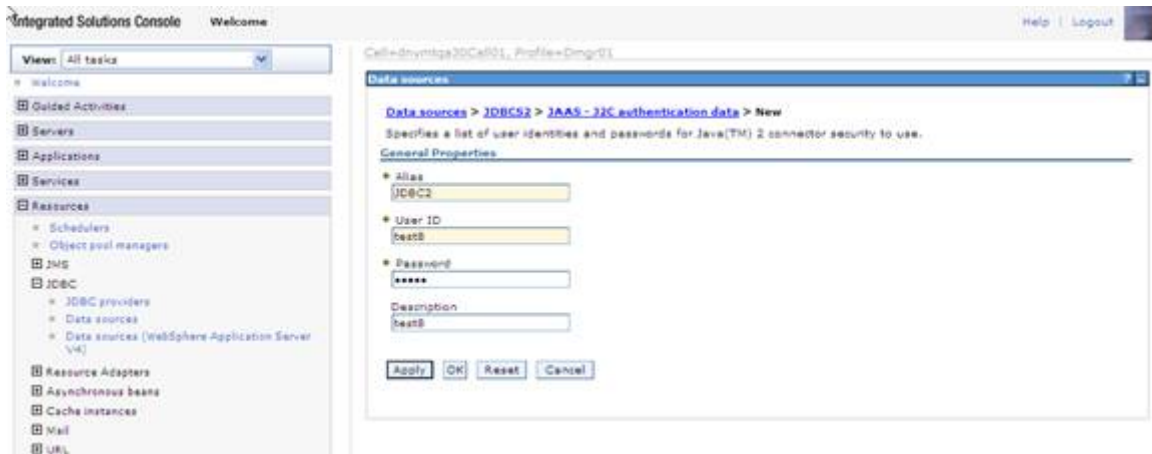 Integrated Solutions Console Welcome Help | Logout
View: All tasks
Welcome
Guided Activities
Servers
Applications
Services
Resources
Schedulers
Object pool managers
JMS
JDBC
JDBC providers
Data sources
Data sources (WebSphere Application Server
V4)
Resource Adapters
Asynchronous beans
Cache instances
Mail
URL
Profile=Dmgr01
Data sources ?
Data sources > JDBCS2 > JAAS - J2C authentication data > New
Specifies a list of user identities and passwords for Java(TM) 2 connector security to use.
General Properties
* Alias
JDBC2
* User ID
test8
* Password
•••••
Description
test8
Apply OK Reset Cancel